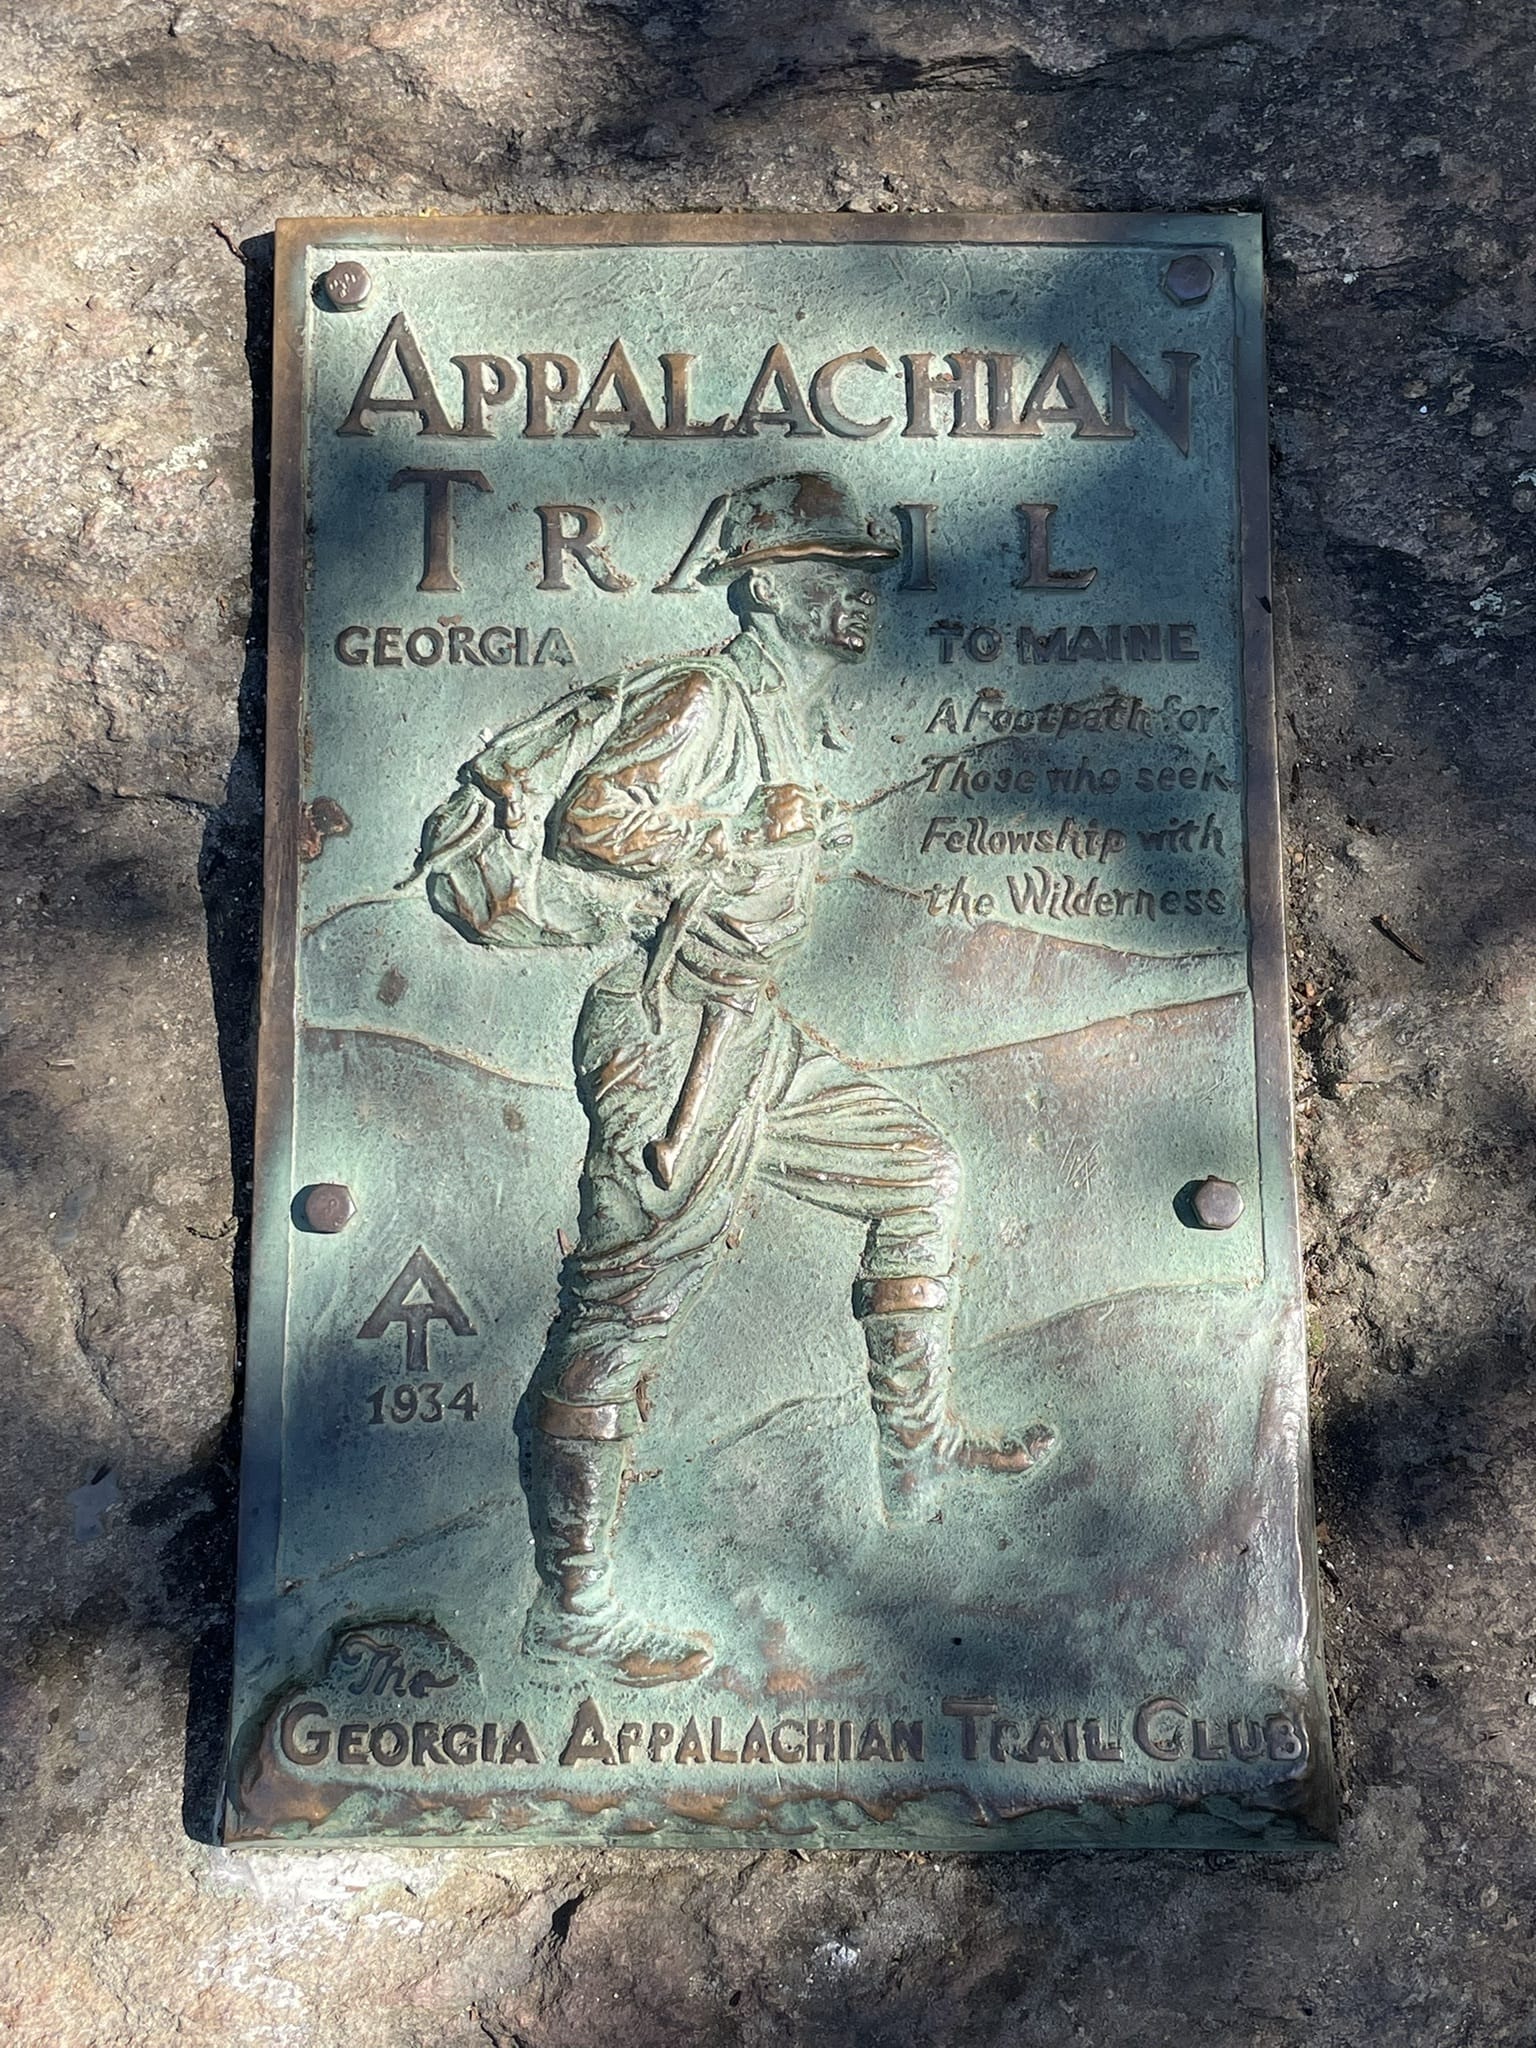 APPALACHIAN
TRAIL
GEORGIA TO MAINE
A Footpath for
Those who seek
Fellowship with
the Wilderness
AT
1934
The
GEORGIA APPALACHIAN TRAIL CLUB